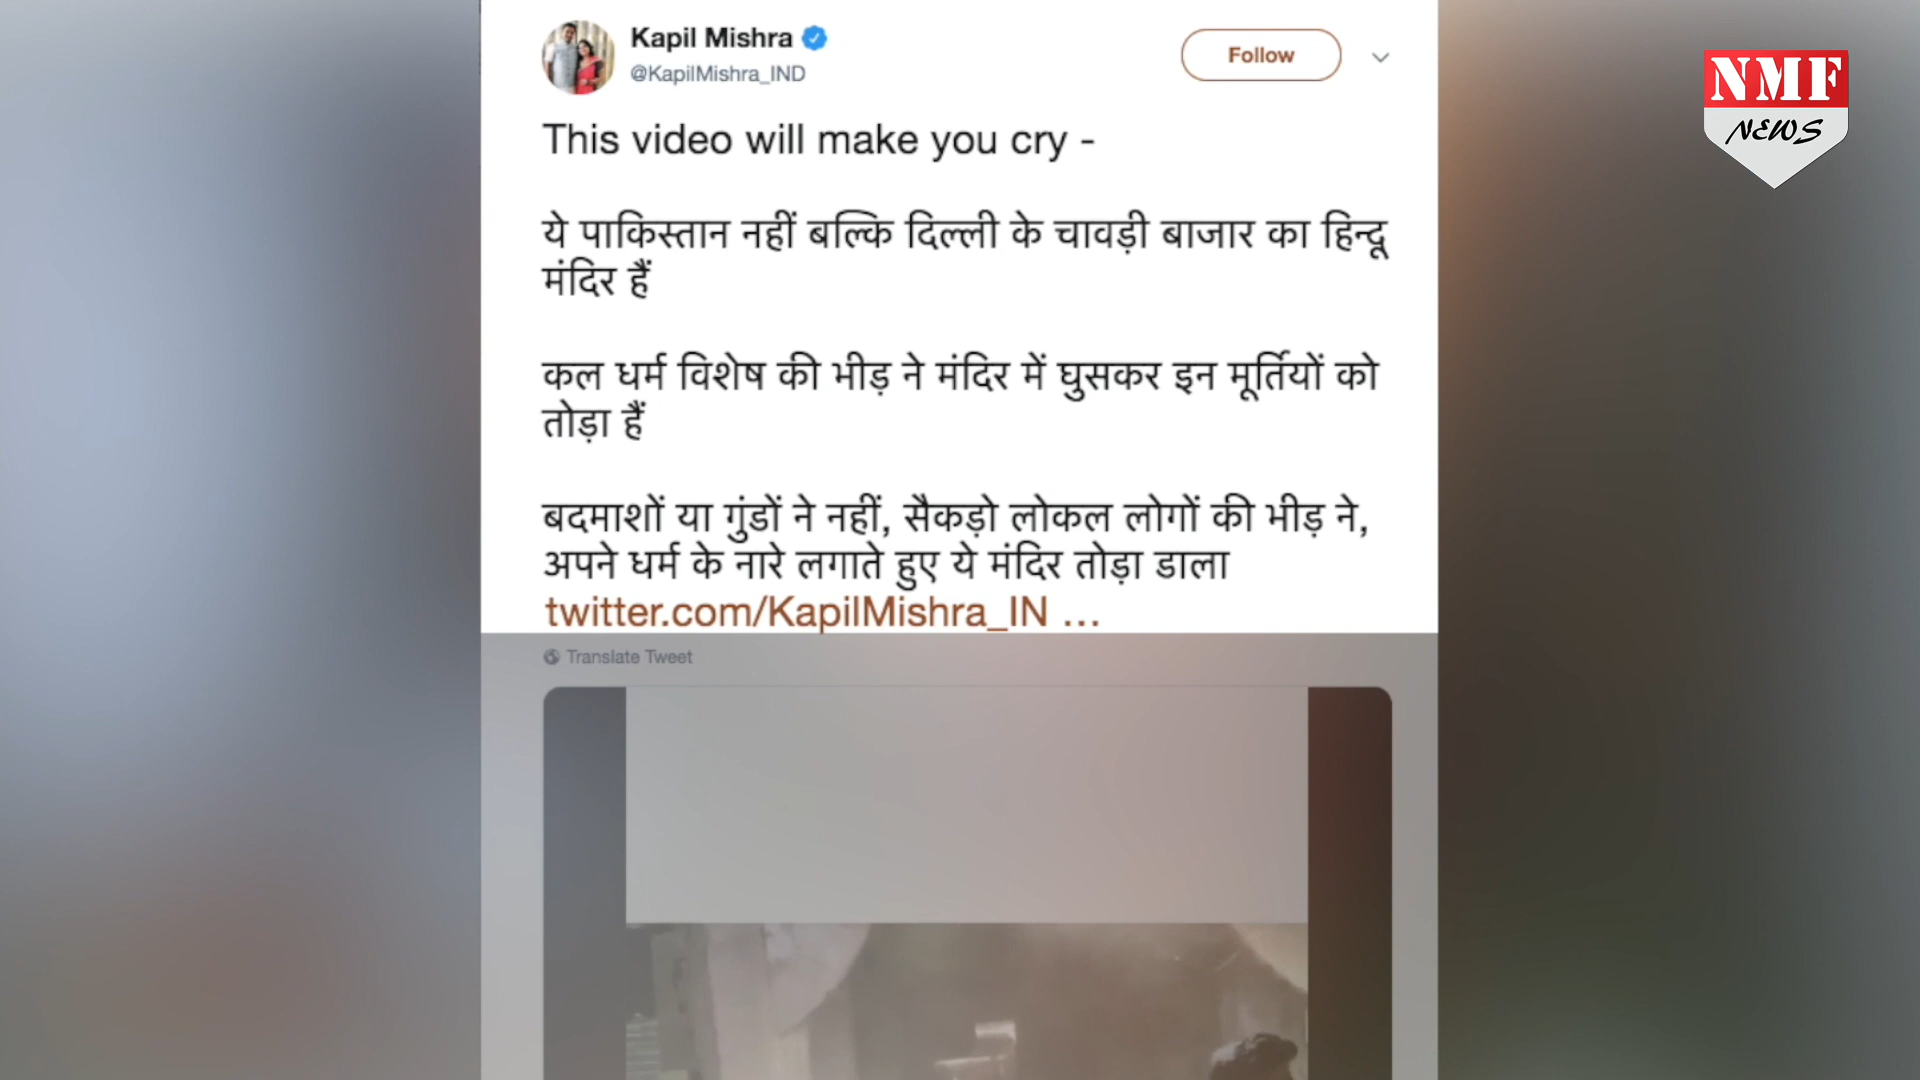 Kapil Mishra
@KapilMishra_IND
Follow
NMF
NEWS
This video will make you cry -
ये पाकिस्तान नहीं बल्कि दिल्ली के चावड़ी बाजार का हिन्दू
मंदिर हैं
कल धर्म विशेष की भीड़ ने मंदिर में घुसकर इन मूर्तियों को
तोड़ा हैं
बदमाशों या गुंडों ने नहीं, सैकड़ो लोकल लोगों की भीड़ ने,
अपने धर्म के नारे लगाते हुए ये मंदिर तोड़ा डाला
twitter.com/KapilMishra_IN ...
Translate Tweet